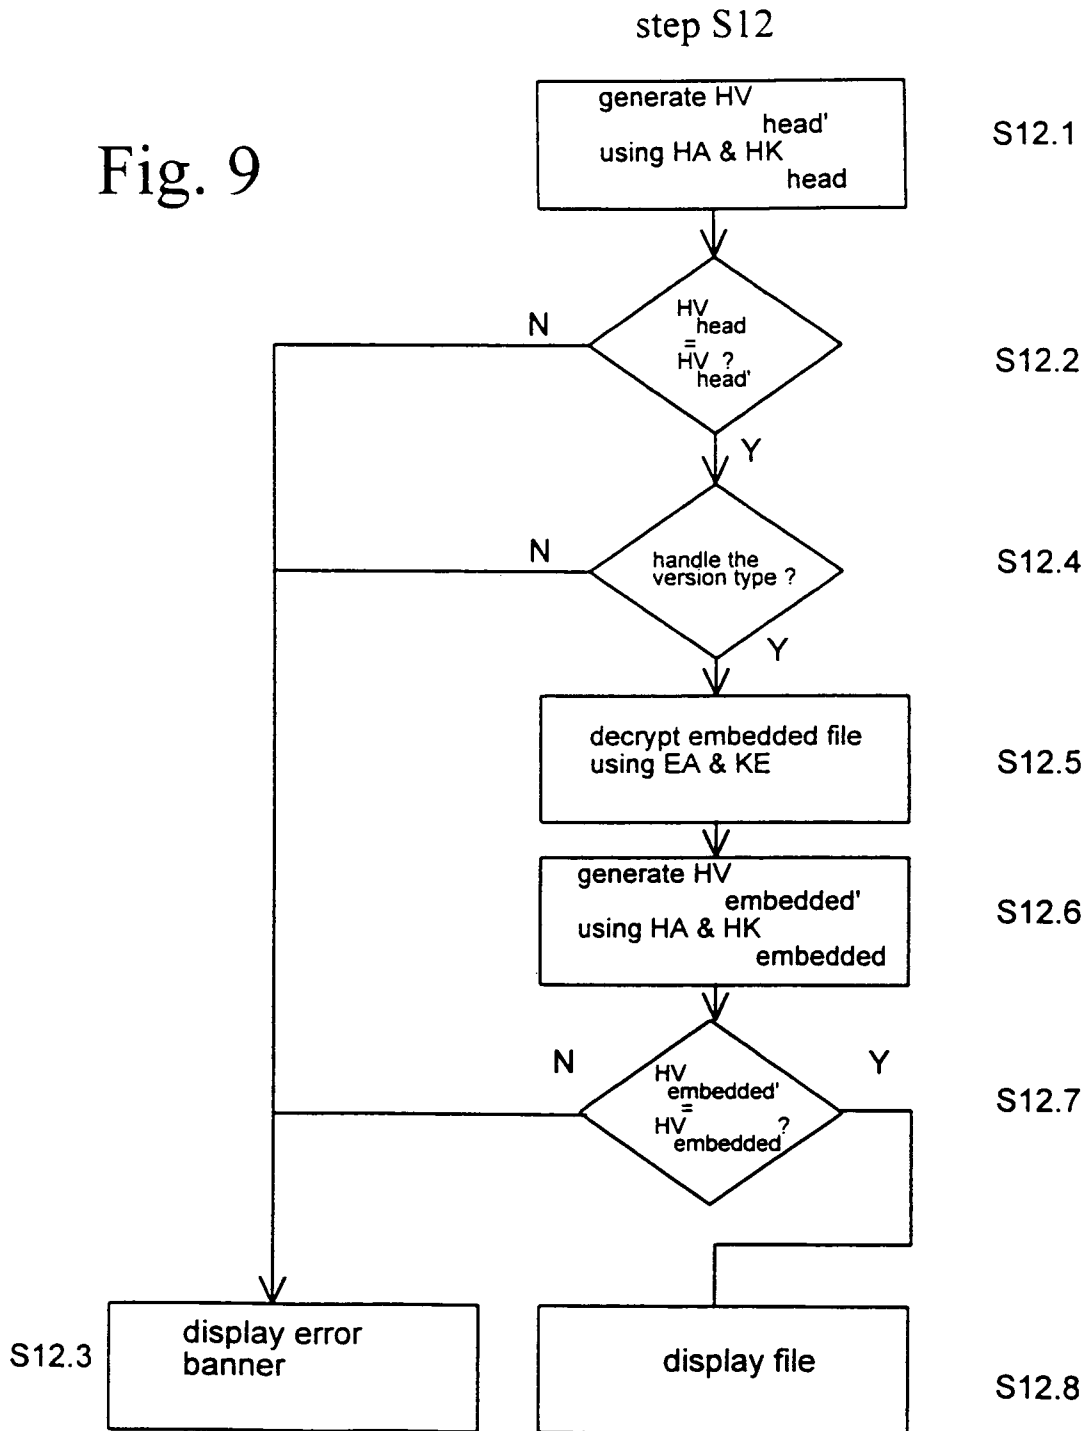 step S12
Fig. 9
generate HV
head'
using HA & HK
head
S12.1
N
HV
head
=
HV ?
head'
S12.2
Y
N
handle the
version type ?
S12.4
Y
decrypt embedded file
using EA & KE
S12.5
generate HV
embedded'
using HA & HK
embedded
S12.6
N
HV
embedded'
=
HV ?
embedded
Y
S12.7
S12.3
display error
banner
display file
S12.8